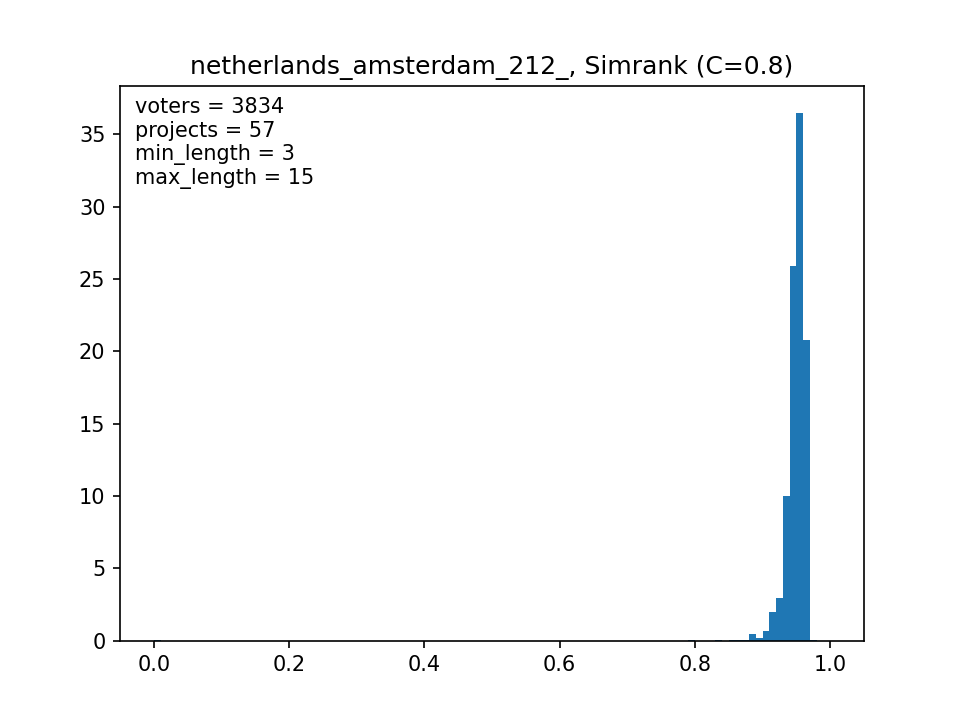 netherlands_amsterdam_212_, Simrank (C=0.8)
voters = 3834
projects = 57
min_length = 3
max_length = 15
35
30
25
20
15
10
5
0
0.0 0.2 0.4 0.6 0.8 1.0